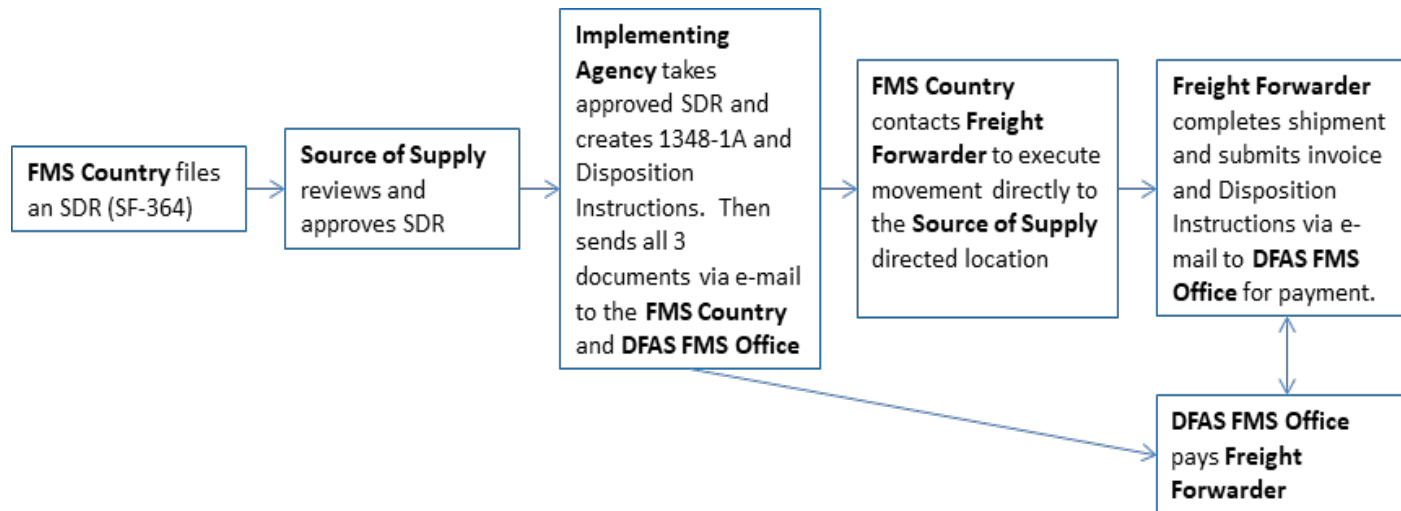 FMS Country files
an SDR (SF-364)
Source of Supply
reviews and
approves SDR
Implementing
Agency takes
approved SDR and
creates 1348-1A and
Disposition
Instructions. Then
sends all 3
documents via e-mail
to the FMS Country
and DFAS FMS Office
FMS Country
contacts Freight
Forwarder to execute
movement directly to
the Source of Supply
directed location
Freight Forwarder
completes shipment
and submits invoice
and Disposition
Instructions via e-
mail to DFAS FMS
Office for payment.
DFAS FMS Office
pays Freight
Forwarder